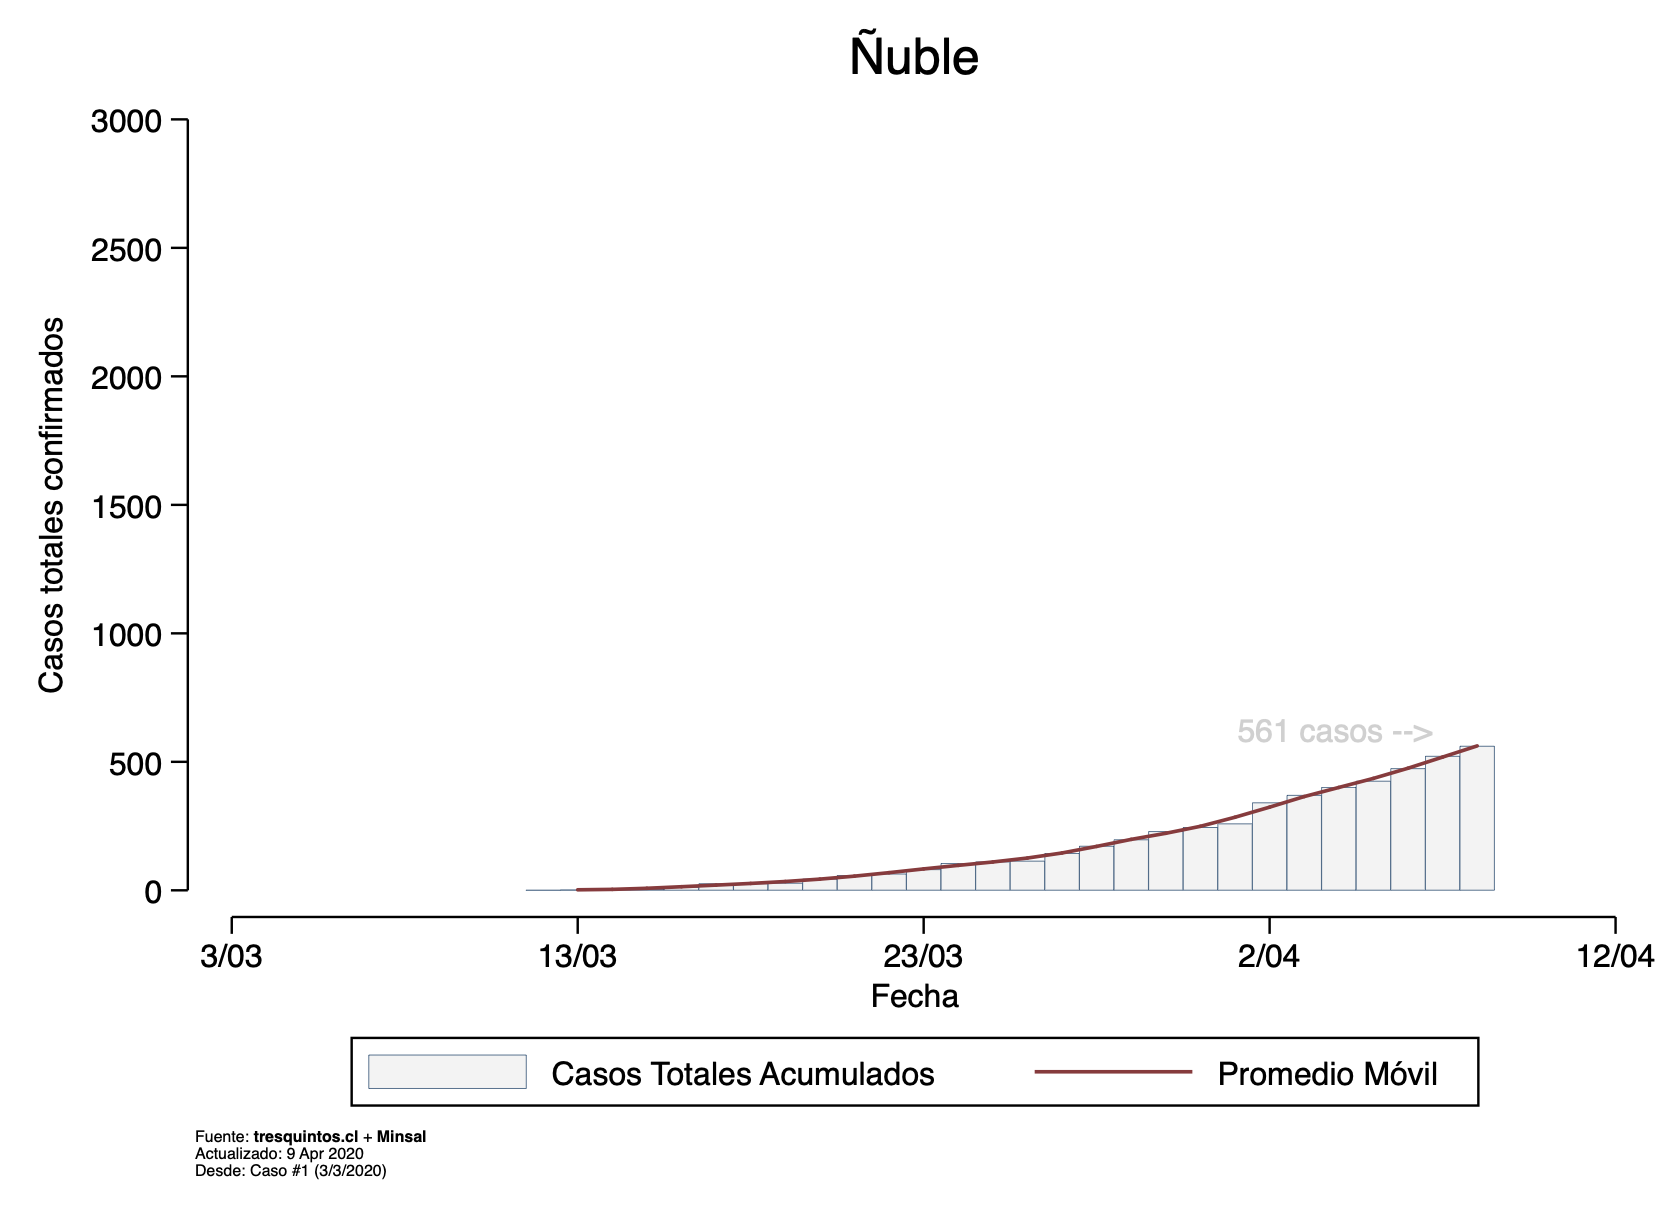 Ñuble
3000
2500
2000
1500
1000
500
0
Casos totales confirmados
561 casos -->
3/03 13/03 23/03 2/04 12/04
Fecha
Casos Totales Acumulados Promedio Móvil
Fuente: tresquintos.cl + Minsal
Actualizado: 9 Apr 2020
Desde: Caso #1 (3/3/2020)